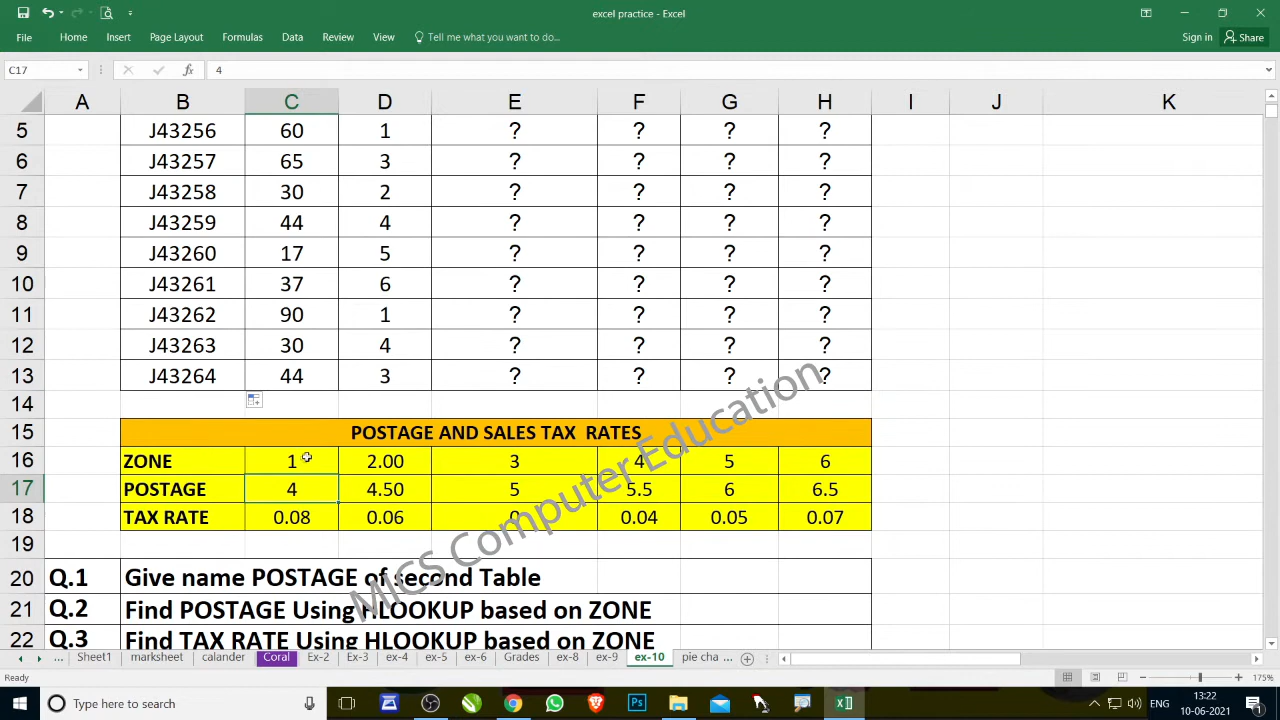 excel practice - Excel
File Home Insert Page Layout Formulas Data Review View Tell me what you want to do... Sign in Share
C17 fx 4
A B C D E F G H I J K
5 J43256 60 1 ? ? ? ?
6 J43257 65 3 ? ? ? ?
7 J43258 30 2 ? ? ? ?
8 J43259 44 4 ? ? ? ?
9 J43260 17 5 ? ? ? ?
10 J43261 37 6 ? ? ? ?
11 J43262 90 1 ? ? ? ?
12 J43263 30 4 ? ? ? ?
13 J43264 44 3 ? ? ? ?
14
15 POSTAGE AND SALES TAX RATES
16 ZONE 1 2.00 3 4 5 6
17 POSTAGE 4 4.50 5 5.5 6 6.5
18 TAX RATE 0.08 0.06 0 0.04 0.05 0.07
19
20 Q.1 Give name POSTAGE of second Table
21 Q.2 Find POSTAGE Using HLOOKUP based on ZONE
22 Q.3 Find TAX RATE Using HLOOKUP based on ZONE
MICS Computer Education
Sheet1 marksheet calander Coral Ex-2 Ex-3 ex-4 ex-5 ex-6 Grades ex-8 ex-9 ex-10 pie cha ...
Ready 175%
Type here to search ENG 13:22
10-06-2021